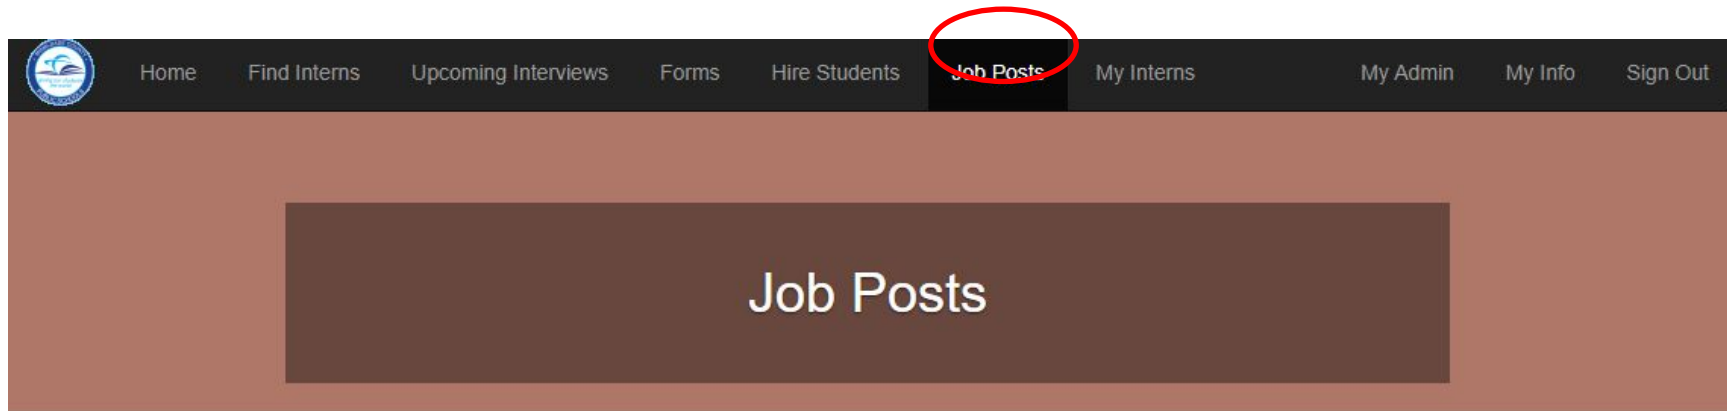 Home Find Interns Upcoming Interviews Forms Hire Students Job Posts My Interns My Admin My Info Sign Out
Job Posts